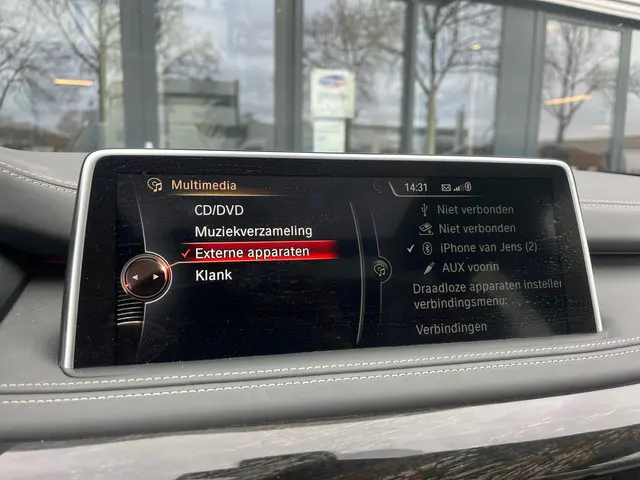 Multimedia
14:31
CD/DVD
Muziekverzameling
Externe apparaten
Klank
Niet verbonden
Niet verbonden
iPhone van Jens (2)
AUX voorin
Draadloze apparaten instellen
verbindingsmenu:
Verbindingen